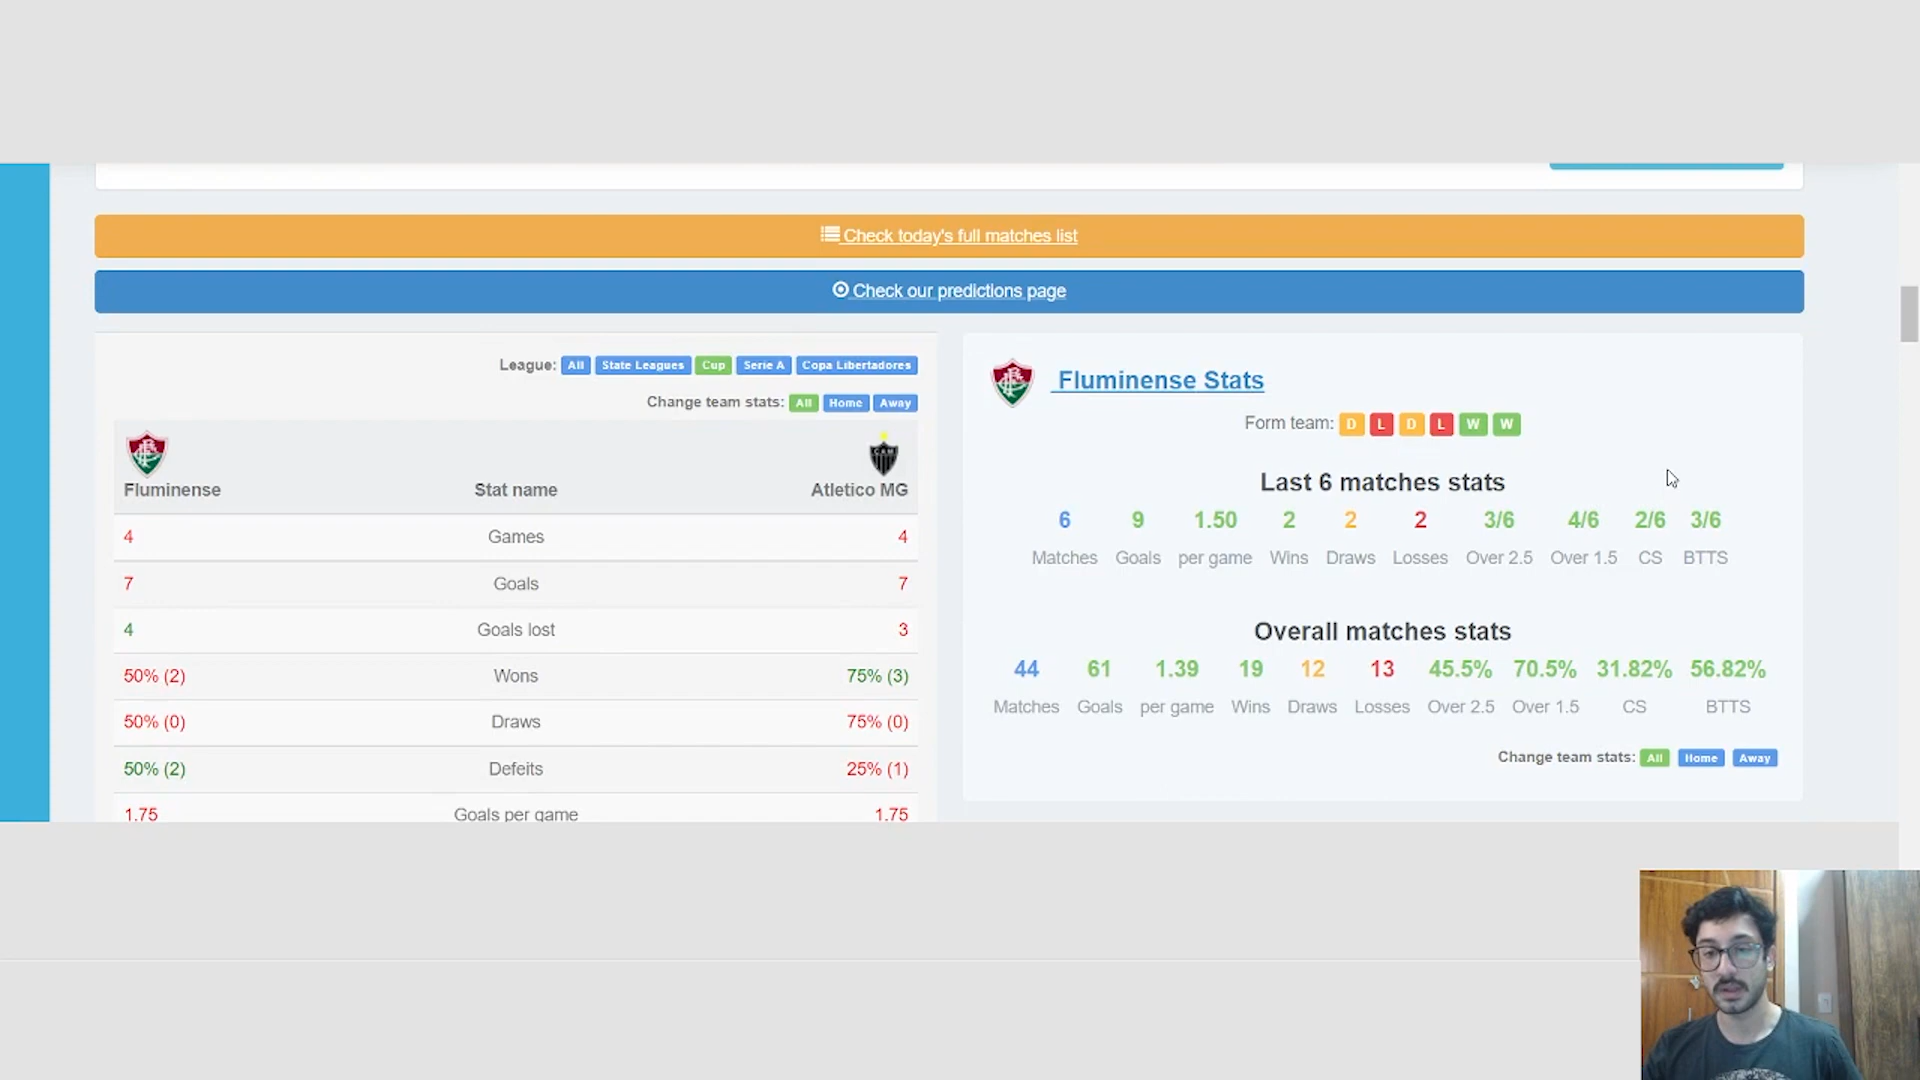 Check today's full matches list
Check our predictions page
League: All State Leagues Cup Serie A Copa Libertadores
Change team stats: All Home Away
CAM
Fluminense Stat name Atletico MG
4 Games 4
7 Goals 7
4 Goals lost 3
50% (2) Wons 75% (3)
50% (0) Draws 75% (0)
50% (2) Defeits 25% (1)
1.75 Goals per game 1.75
Fluminense Stats
Form team: D L D L W W
Last 6 matches stats
6 9 1.50 2 2 2 3/6 4/6 2/6 3/6
Matches Goals per game Wins Draws Losses Over 2.5 Over 1.5 CS BTTS
Overall matches stats
44 61 1.39 19 12 13 45.5% 70.5% 31.82% 56.82%
Matches Goals per game Wins Draws Losses Over 2.5 Over 1.5 CS BTTS
Change team stats: All Home Away